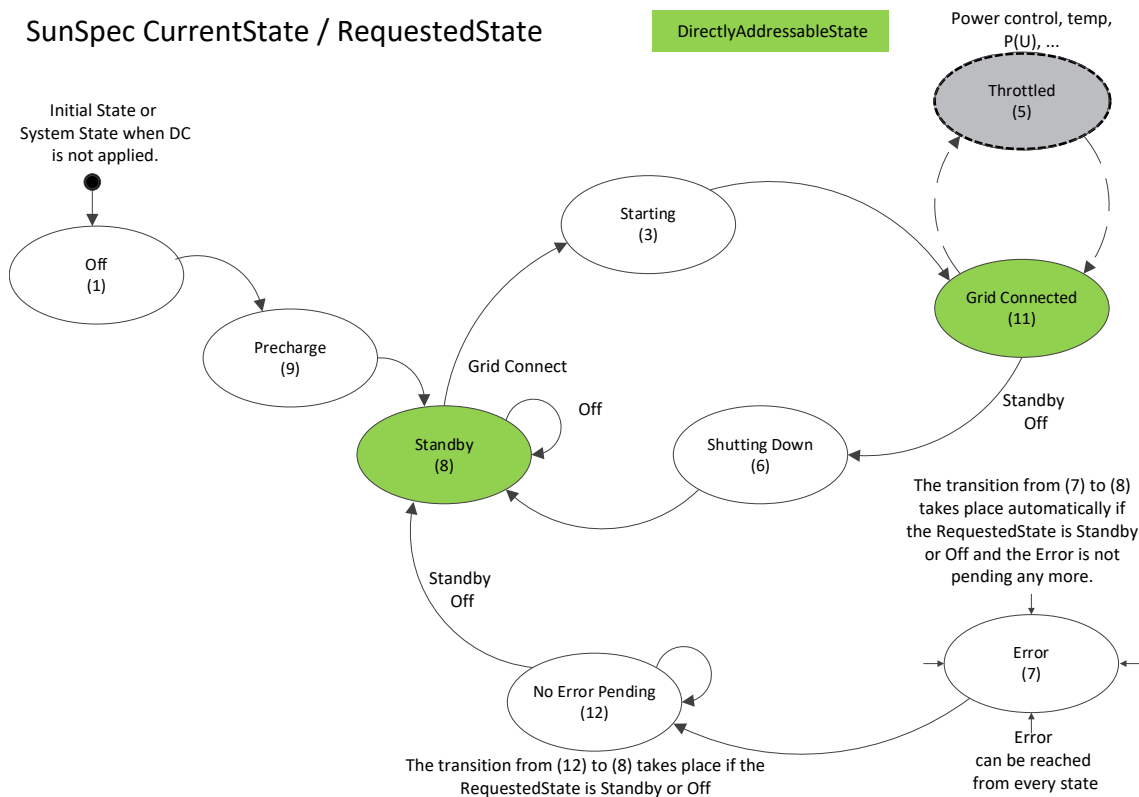 SunSpec CurrentState / RequestedState
DirectlyAddressableState
Power control, temp,
P(U), ...
Throttled
(5)
Initial State or
System State when DC
is not applied.
Starting
(3)
Off
(1)
Grid Connected
(11)
Precharge
(9)
Grid Connect
Off
Standby
Off
Standby
(8)
Shutting Down
(6)
The transition from (7) to (8)
takes place automatically if
the RequestedState is Standby
or Off and the Error is not
pending any more.
Standby
Off
Error
(7)
No Error Pending
(12)
Error
can be reached
from every state
The transition from (12) to (8) takes place if the
RequestedState is Standby or Off